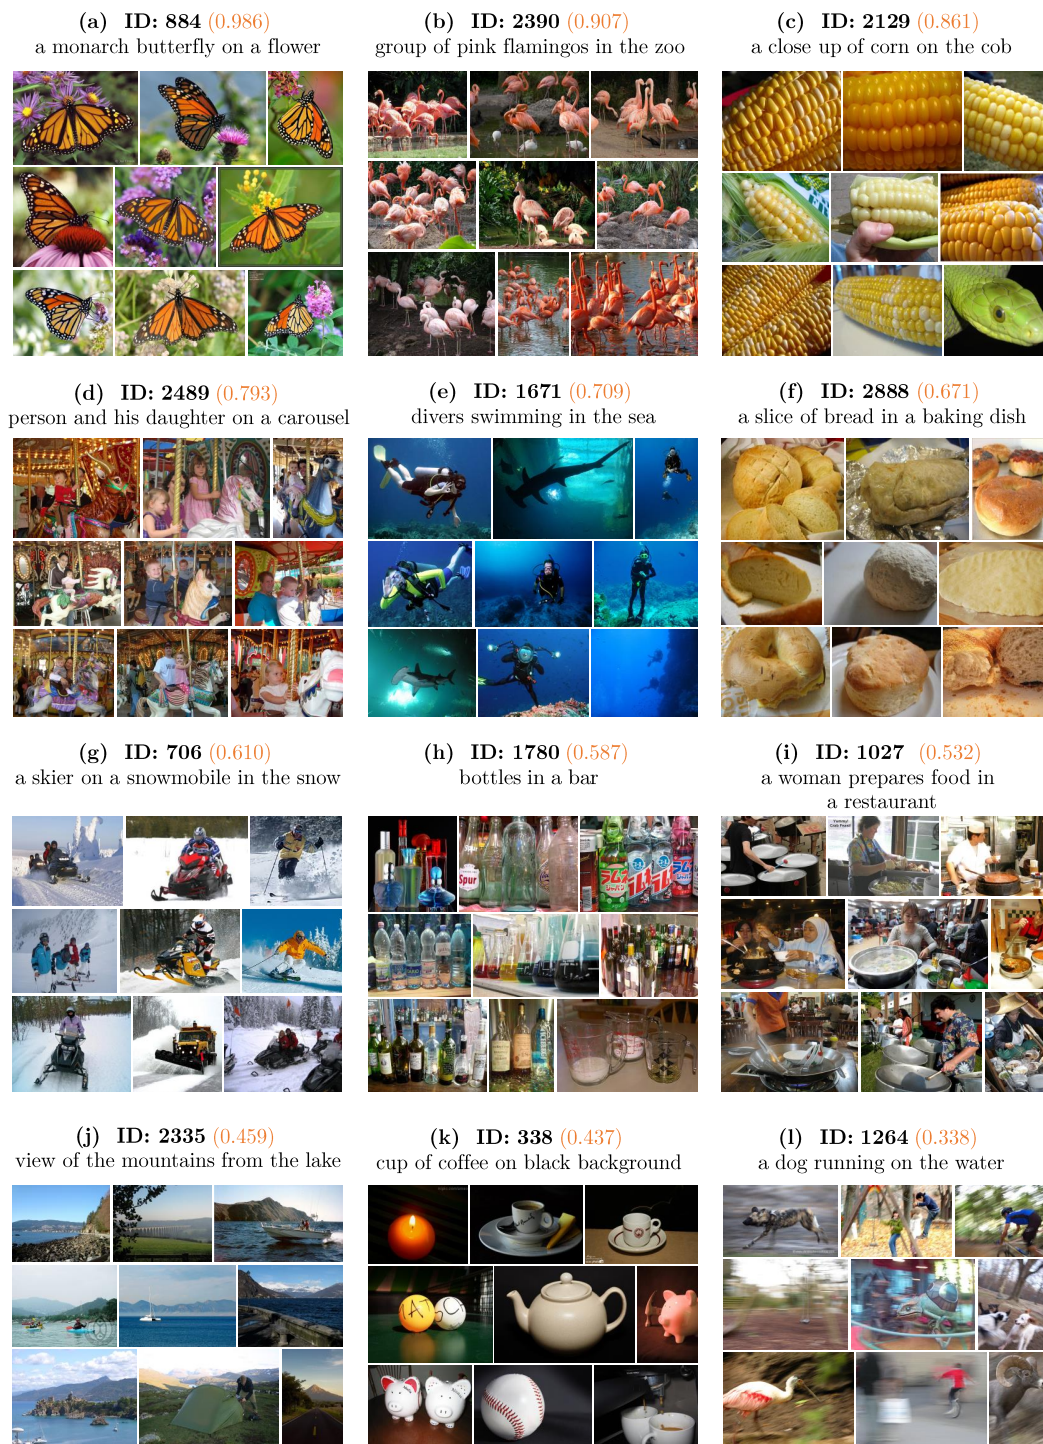 (a) ID: 884 (0.986)
a monarch butterfly on a flower
(b) ID: 2390 (0.907)
group of pink flamingos in the zoo
(c) ID: 2129 (0.861)
a close up of corn on the cob
(d) ID: 2489 (0.793)
person and his daughter on a carousel
(e) ID: 1671 (0.709)
divers swimming in the sea
(f) ID: 2888 (0.671)
a slice of bread in a baking dish
(g) ID: 706 (0.610)
a skier on a snowmobile in the snow
(h) ID: 1780 (0.587)
bottles in a bar
Spur
ラムネ
(i) ID: 1027 (0.532)
a woman prepares food in
a restaurant
(j) ID: 2335 (0.459)
view of the mountains from the lake
(k) ID: 338 (0.437)
cup of coffee on black background
(l) ID: 1264 (0.338)
a dog running on the water